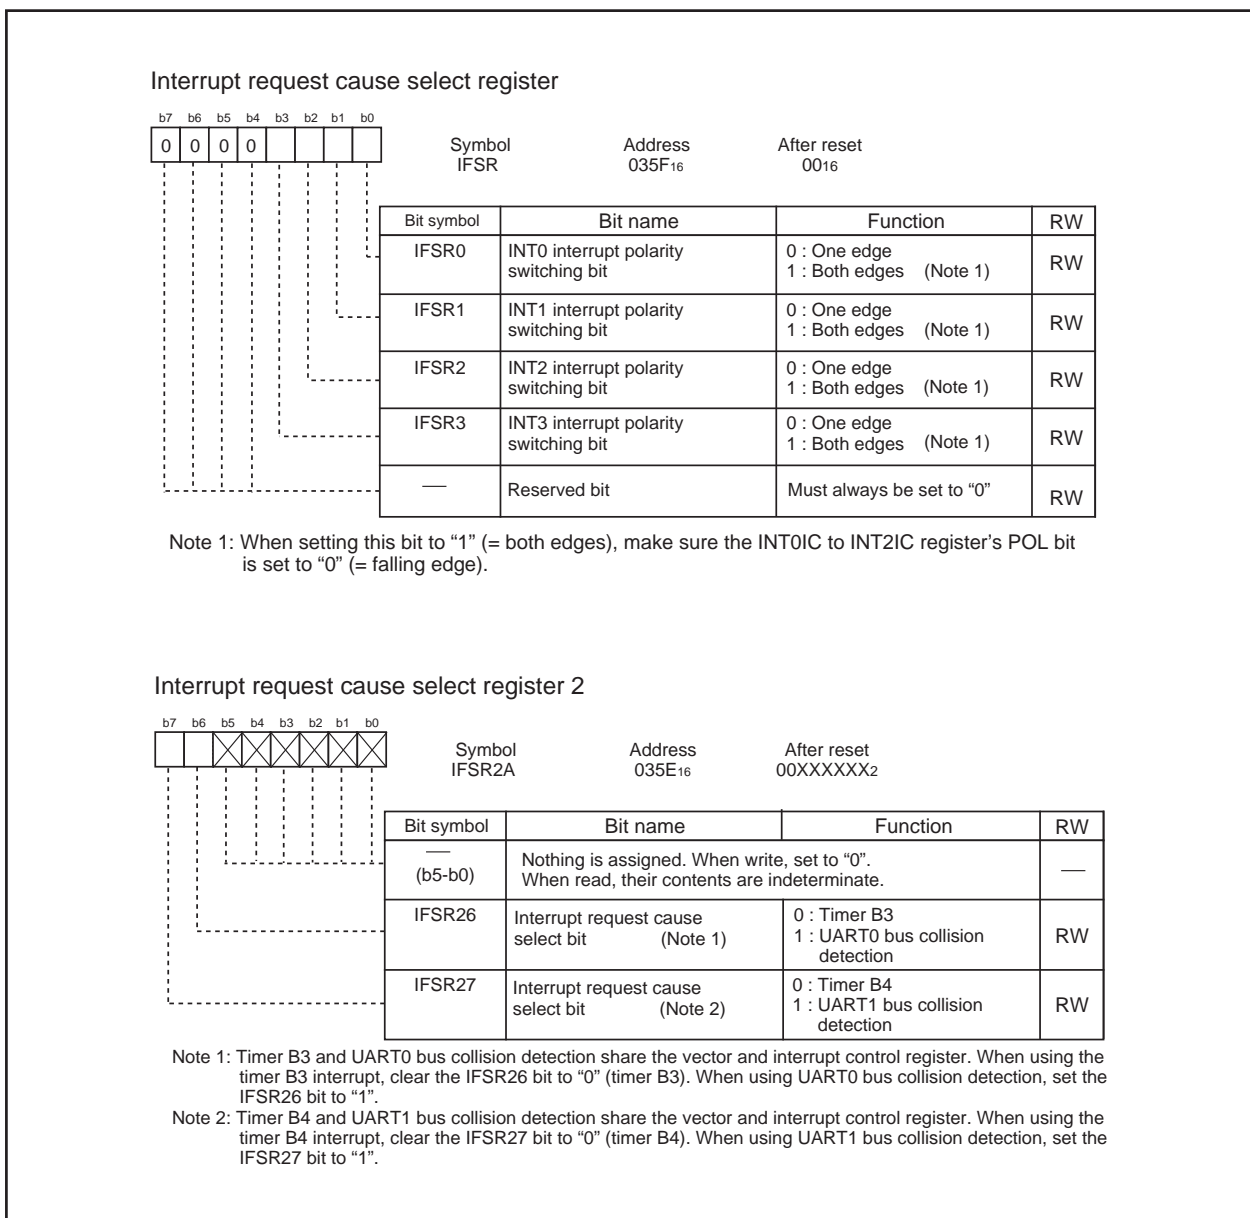 Interrupt request cause select register
b7 b6 b5 b4 b3 b2 b1 b0
0 0 0 0
Symbol Address After reset
IFSR 035F16 0016
Bit symbol Bit name Function RW
IFSR0 INT0 interrupt polarity 0 : One edge RW
switching bit 1 : Both edges (Note 1)
IFSR1 INT1 interrupt polarity 0 : One edge RW
switching bit 1 : Both edges (Note 1)
IFSR2 INT2 interrupt polarity 0 : One edge RW
switching bit 1 : Both edges (Note 1)
IFSR3 INT3 interrupt polarity 0 : One edge RW
switching bit 1 : Both edges (Note 1)
— Reserved bit Must always be set to “0” RW
Note 1: When setting this bit to “1” (= both edges), make sure the INT0IC to INT2IC register’s POL bit
is set to “0” (= falling edge).
Interrupt request cause select register 2
b7 b6 b5 b4 b3 b2 b1 b0
Symbol Address After reset
IFSR2A 035E16 00XXXXXX2
Bit symbol Bit name Function RW
— Nothing is assigned. When write, set to “0”. —
(b5-b0) When read, their contents are indeterminate.
IFSR26 Interrupt request cause 0 : Timer B3 RW
select bit (Note 1) 1 : UART0 bus collision
detection
IFSR27 Interrupt request cause 0 : Timer B4 RW
select bit (Note 2) 1 : UART1 bus collision
detection
Note 1: Timer B3 and UART0 bus collision detection share the vector and interrupt control register. When using the
timer B3 interrupt, clear the IFSR26 bit to “0” (timer B3). When using UART0 bus collision detection, set the
IFSR26 bit to “1”.
Note 2: Timer B4 and UART1 bus collision detection share the vector and interrupt control register. When using the
timer B4 interrupt, clear the IFSR27 bit to “0” (timer B4). When using UART1 bus collision detection, set the
IFSR27 bit to “1”.